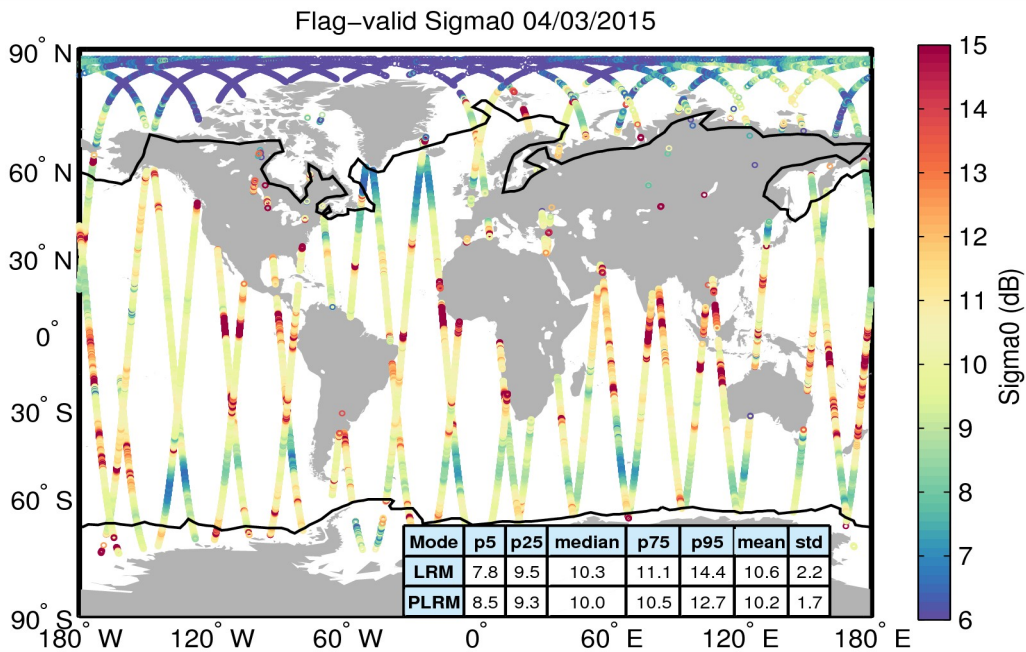 Flag−valid Sigma0 04/03/2015
90° N
60° N
30° N
0°
30° S
60° S
90° S
180° W
120° W
60° W
0°
60° E
120° E
180° E
Mode p5 p25 median p75 p95 mean std
LRM 7.8 9.5 10.3 11.1 14.4 10.6 2.2
PLRM 8.5 9.3 10.0 10.5 12.7 10.2 1.7
15
14
13
12
11
10
9
8
7
6
Sigma0 (dB)